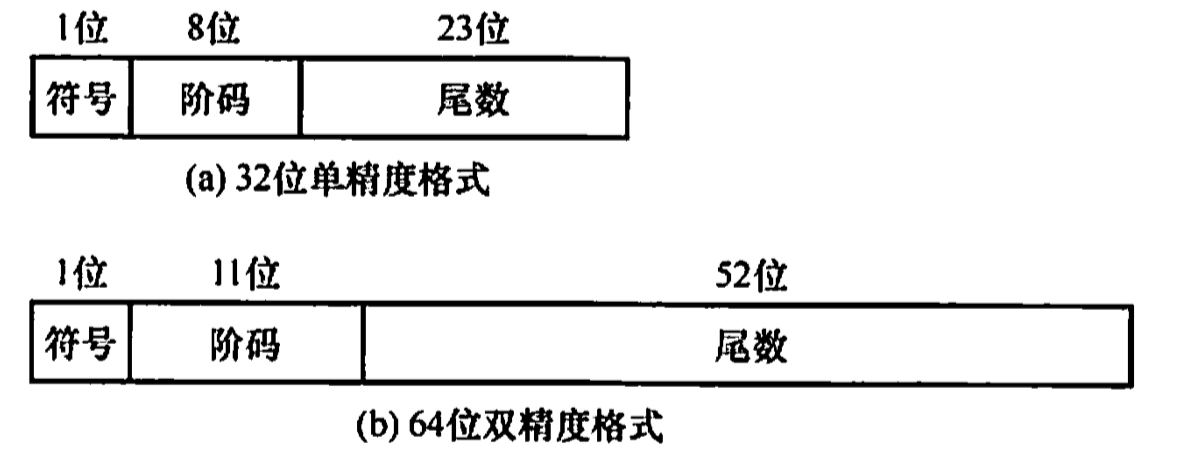 1位 8位 23位
符号 阶码 尾数
(a) 32位单精度格式
1位 11位 52位
符号 阶码 尾数
(b) 64位双精度格式